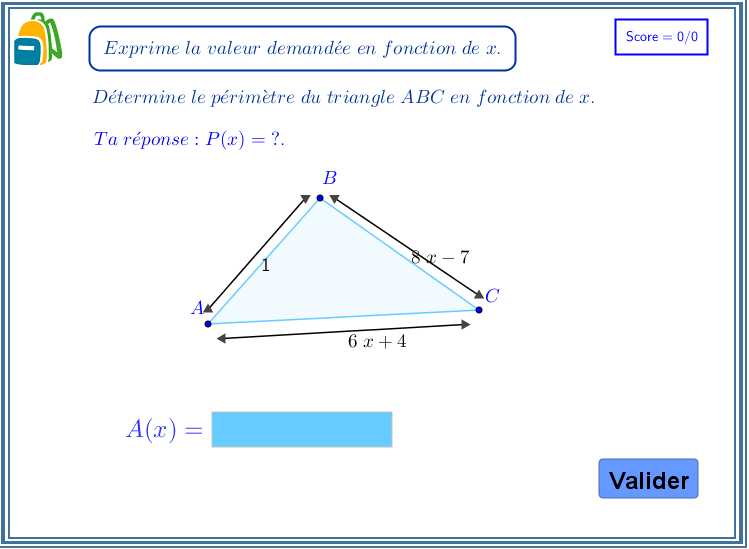 Score = 0/0
Exprime la valeur demandée en fonction de x.
Détermine le périmètre du triangle ABC en fonction de x.
Ta réponse : P(x) = ?.
B
1
8 x − 7
A
C
6 x + 4
A(x) =
Valider